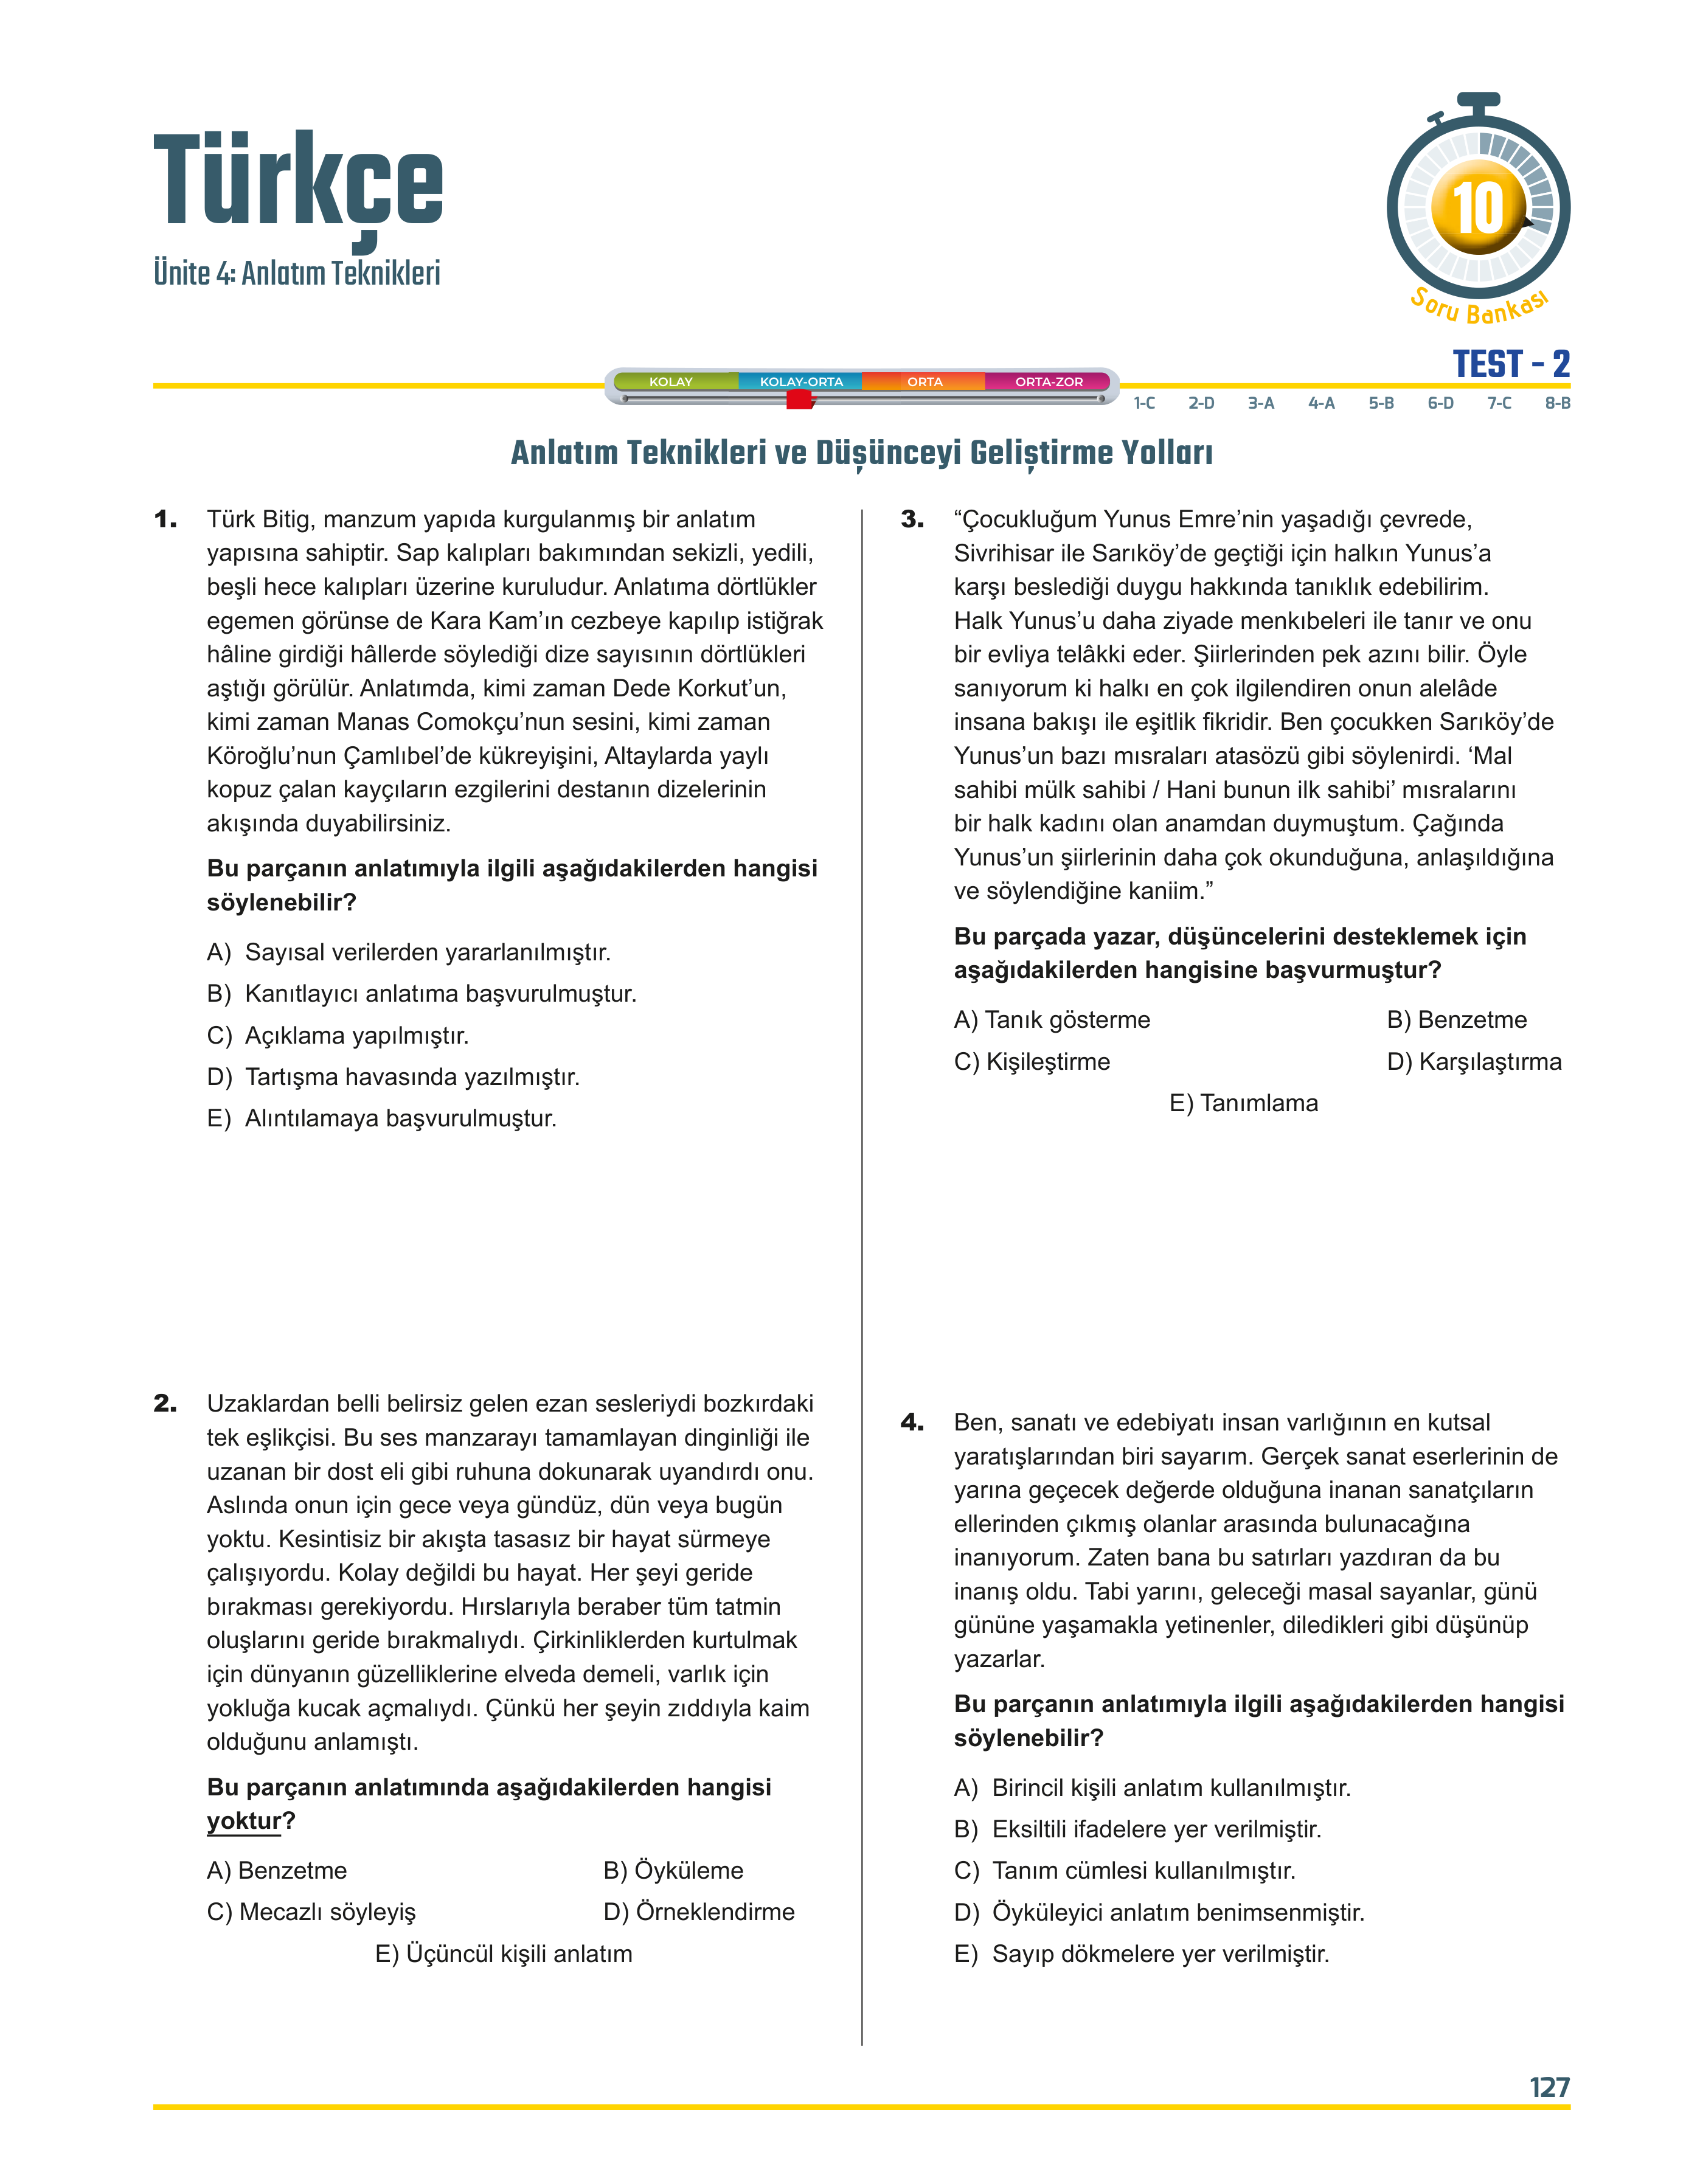 Türkçe
Ünite 4: Anlatım Teknikleri
10
Soru Bankası
TEST - 2
KOLAY KOLAY-ORTA ORTA ORTA-ZOR
1-C 2-D 3-A 4-A 5-B 6-D 7-C 8-B
Anlatım Teknikleri ve Düşünceyi Geliştirme Yolları
1. Türk Bitig, manzum yapıda kurgulanmış bir anlatım
yapısına sahiptir. Sap kalıpları bakımından sekizli, yedili,
beşli hece kalıpları üzerine kuruludur. Anlatıma dörtlükler
egemen görünse de Kara Kam’ın cezbeye kapılıp istiğrak
hâline girdiği hâllerde söylediği dize sayısının dörtlükleri
aştığı görülür. Anlatımda, kimi zaman Dede Korkut’un,
kimi zaman Manas Comokçu’nun sesini, kimi zaman
Köroğlu’nun Çamlıbel’de kükreyişini, Altaylarda yaylı
kopuz çalan kayçıların ezgilerini destanın dizelerinin
akışında duyabilirsiniz.
Bu parçanın anlatımıyla ilgili aşağıdakilerden hangisi
söylenebilir?
A) Sayısal verilerden yararlanılmıştır.
B) Kanıtlayıcı anlatıma başvurulmuştur.
C) Açıklama yapılmıştır.
D) Tartışma havasında yazılmıştır.
E) Alıntılamaya başvurulmuştur.
2. Uzaklardan belli belirsiz gelen ezan sesleriydi bozkırdaki
tek eşlikçisi. Bu ses manzarayı tamamlayan dinginliği ile
uzanan bir dost eli gibi ruhuna dokunarak uyandırdı onu.
Aslında onun için gece veya gündüz, dün veya bugün
yoktu. Kesintisiz bir akışta tasasız bir hayat sürmeye
çalışıyordu. Kolay değildi bu hayat. Her şeyi geride
bırakması gerekiyordu. Hırslarıyla beraber tüm tatmin
oluşlarını geride bırakmalıydı. Çirkinliklerden kurtulmak
için dünyanın güzelliklerine elveda demeli, varlık için
yokluğa kucak açmalıydı. Çünkü her şeyin zıddıyla kaim
olduğunu anlamıştı.
Bu parçanın anlatımında aşağıdakilerden hangisi
yoktur?
A) Benzetme B) Öyküleme
C) Mecazlı söyleyiş D) Örneklendirme
E) Üçüncül kişili anlatım
3. “Çocukluğum Yunus Emre’nin yaşadığı çevrede,
Sivrihisar ile Sarıköy’de geçtiği için halkın Yunus’a
karşı beslediği duygu hakkında tanıklık edebilirim.
Halk Yunus’u daha ziyade menkıbeleri ile tanır ve onu
bir evliya telâkki eder. Şiirlerinden pek azını bilir. Öyle
sanıyorum ki halkı en çok ilgilendiren onun alelâde
insana bakışı ile eşitlik fikridir. Ben çocukken Sarıköy’de
Yunus’un bazı mısraları atasözü gibi söylenirdi. ‘Mal
sahibi mülk sahibi / Hani bunun ilk sahibi’ mısralarını
bir halk kadını olan anamdan duymuştum. Çağında
Yunus’un şiirlerinin daha çok okunduğuna, anlaşıldığına
ve söylendiğine kaniim.”
Bu parçada yazar, düşüncelerini desteklemek için
aşağıdakilerden hangisine başvurmuştur?
A) Tanık gösterme B) Benzetme
C) Kişileştirme D) Karşılaştırma
E) Tanımlama
4. Ben, sanatı ve edebiyatı insan varlığının en kutsal
yaratışlarından biri sayarım. Gerçek sanat eserlerinin de
yarına geçecek değerde olduğuna inanan sanatçıların
ellerinden çıkmış olanlar arasında bulunacağına
inanıyorum. Zaten bana bu satırları yazdıran da bu
inanış oldu. Tabi yarını, geleceği masal sayanlar, günü
gününe yaşamakla yetinenler, diledikleri gibi düşünüp
yazarlar.
Bu parçanın anlatımıyla ilgili aşağıdakilerden hangisi
söylenebilir?
A) Birincil kişili anlatım kullanılmıştır.
B) Eksiltili ifadelere yer verilmiştir.
C) Tanım cümlesi kullanılmıştır.
D) Öyküleyici anlatım benimsenmiştir.
E) Sayıp dökmelere yer verilmiştir.
127